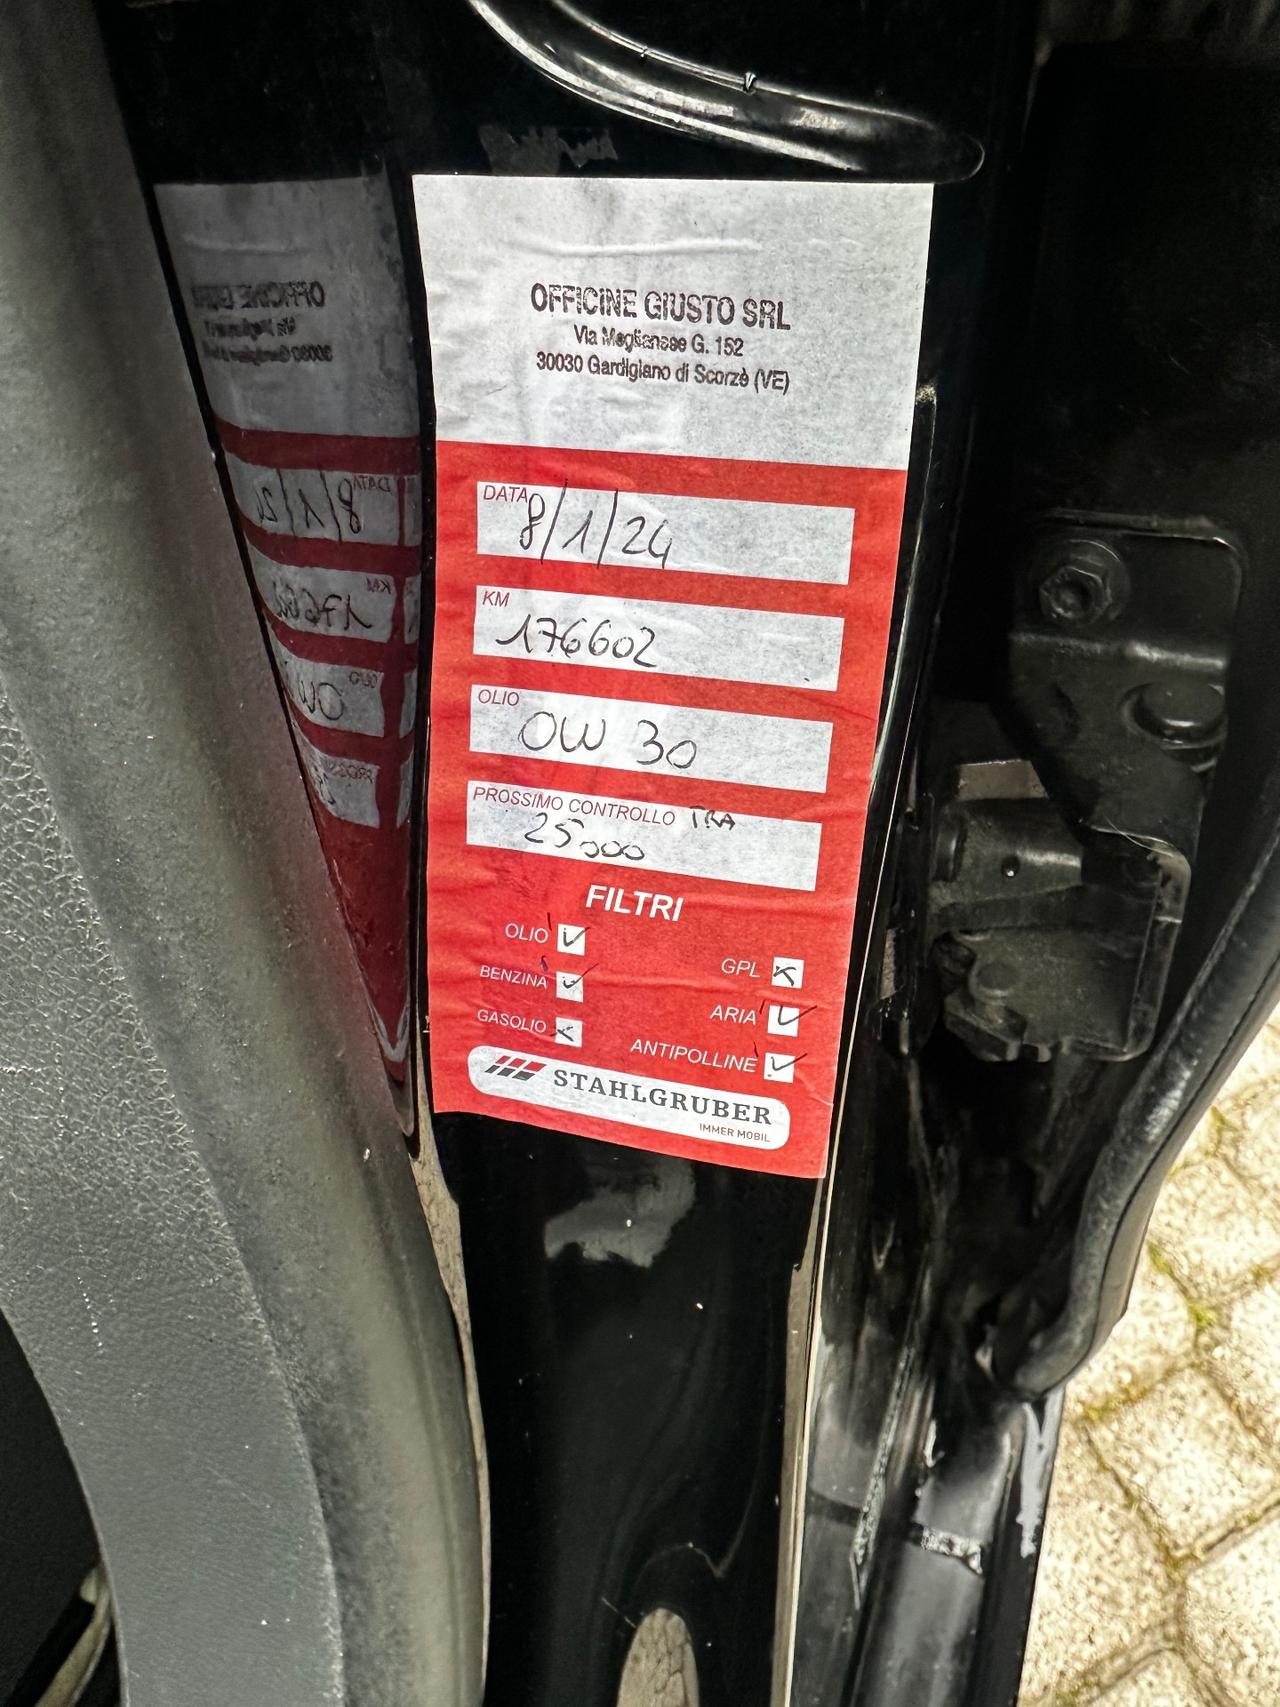 OFFICINE GIUSTO SRL
Via Moglianese G. 152
30030 Gardigiano di Scorzè (VE)
DATA 8/1/24
KM 176602
OLIO 0W 30
PROSSIMO CONTROLLO TRA
25000
FILTRI
OLIO
BENZINA
GASOLIO
GPL
ARIA
ANTIPOLLINE
STAHLGRUBER
IMMER MOBIL